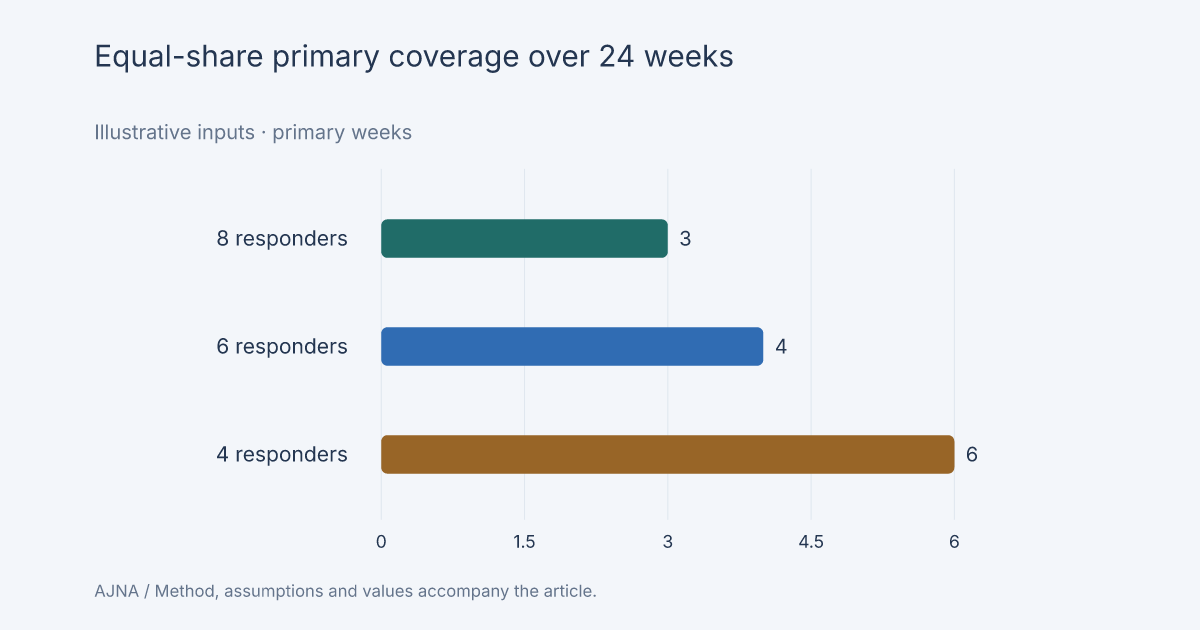 Equal-share primary coverage over 24 weeks
Illustrative inputs · primary weeks
8 responders 3
6 responders 4
4 responders 6
0 1.5 3 4.5 6
AJNA / Method, assumptions and values accompany the article.